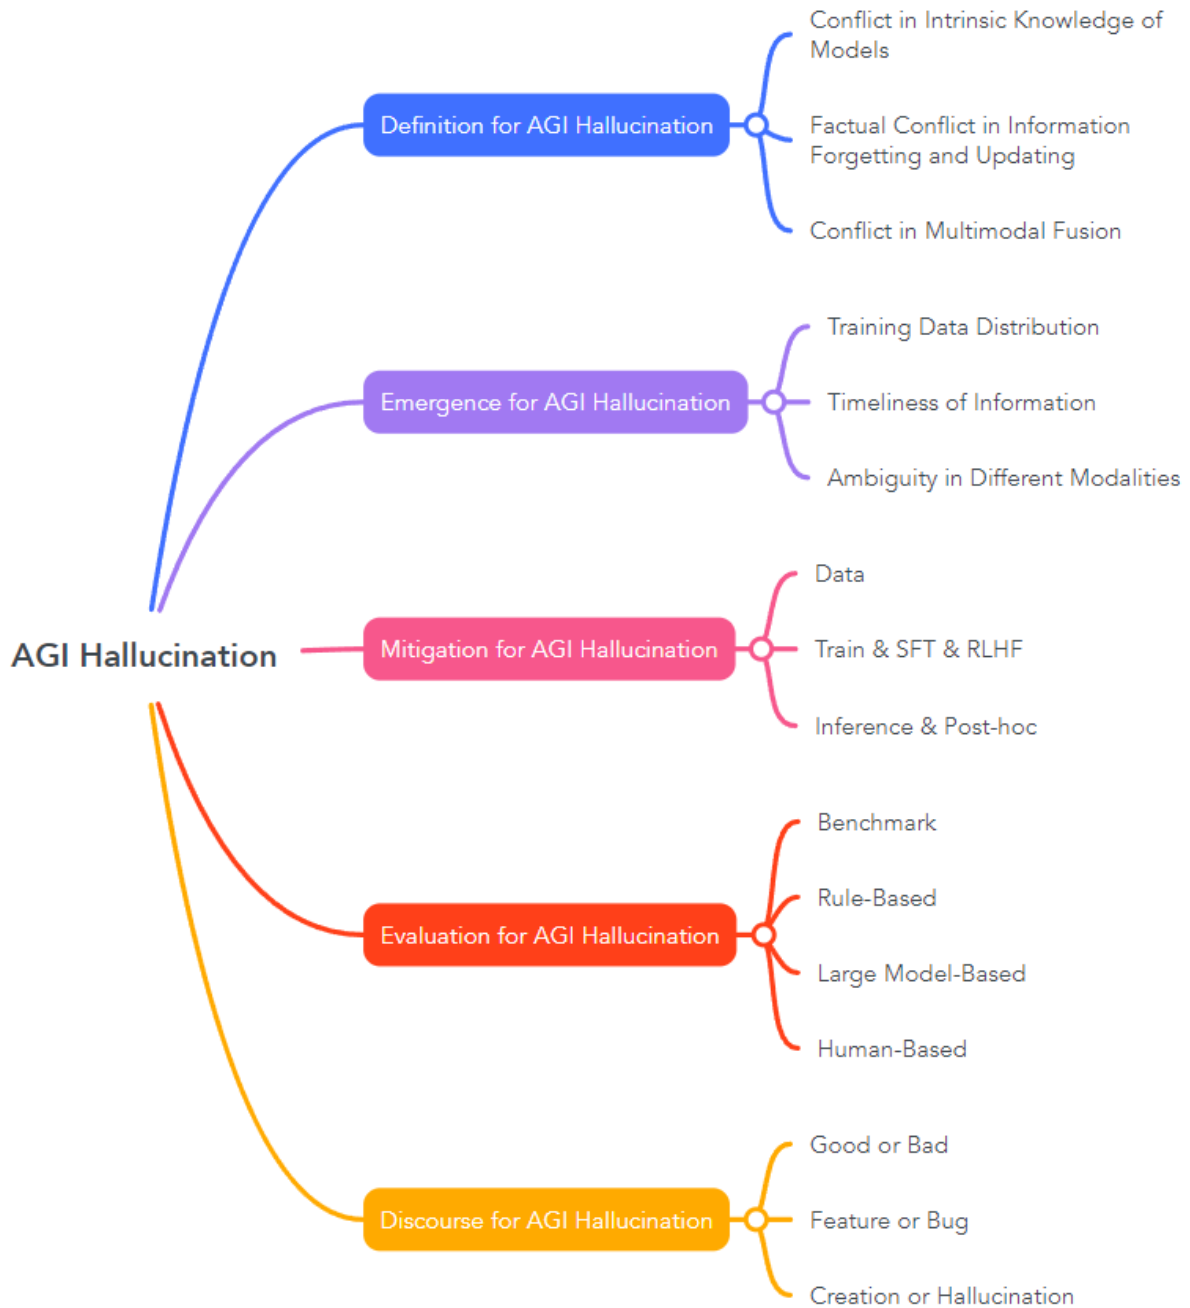 Conflict in Intrinsic Knowledge of
Models
Definition for AGI Hallucination
Factual Conflict in Information
Forgetting and Updating
Conflict in Multimodal Fusion
Training Data Distribution
Emergence for AGI Hallucination
Timeliness of Information
Ambiguity in Different Modalities
Data
AGI Hallucination
Mitigation for AGI Hallucination
Train & SFT & RLHF
Inference & Post-hoc
Benchmark
Rule-Based
Evaluation for AGI Hallucination
Large Model-Based
Human-Based
Good or Bad
Discourse for AGI Hallucination
Feature or Bug
Creation or Hallucination